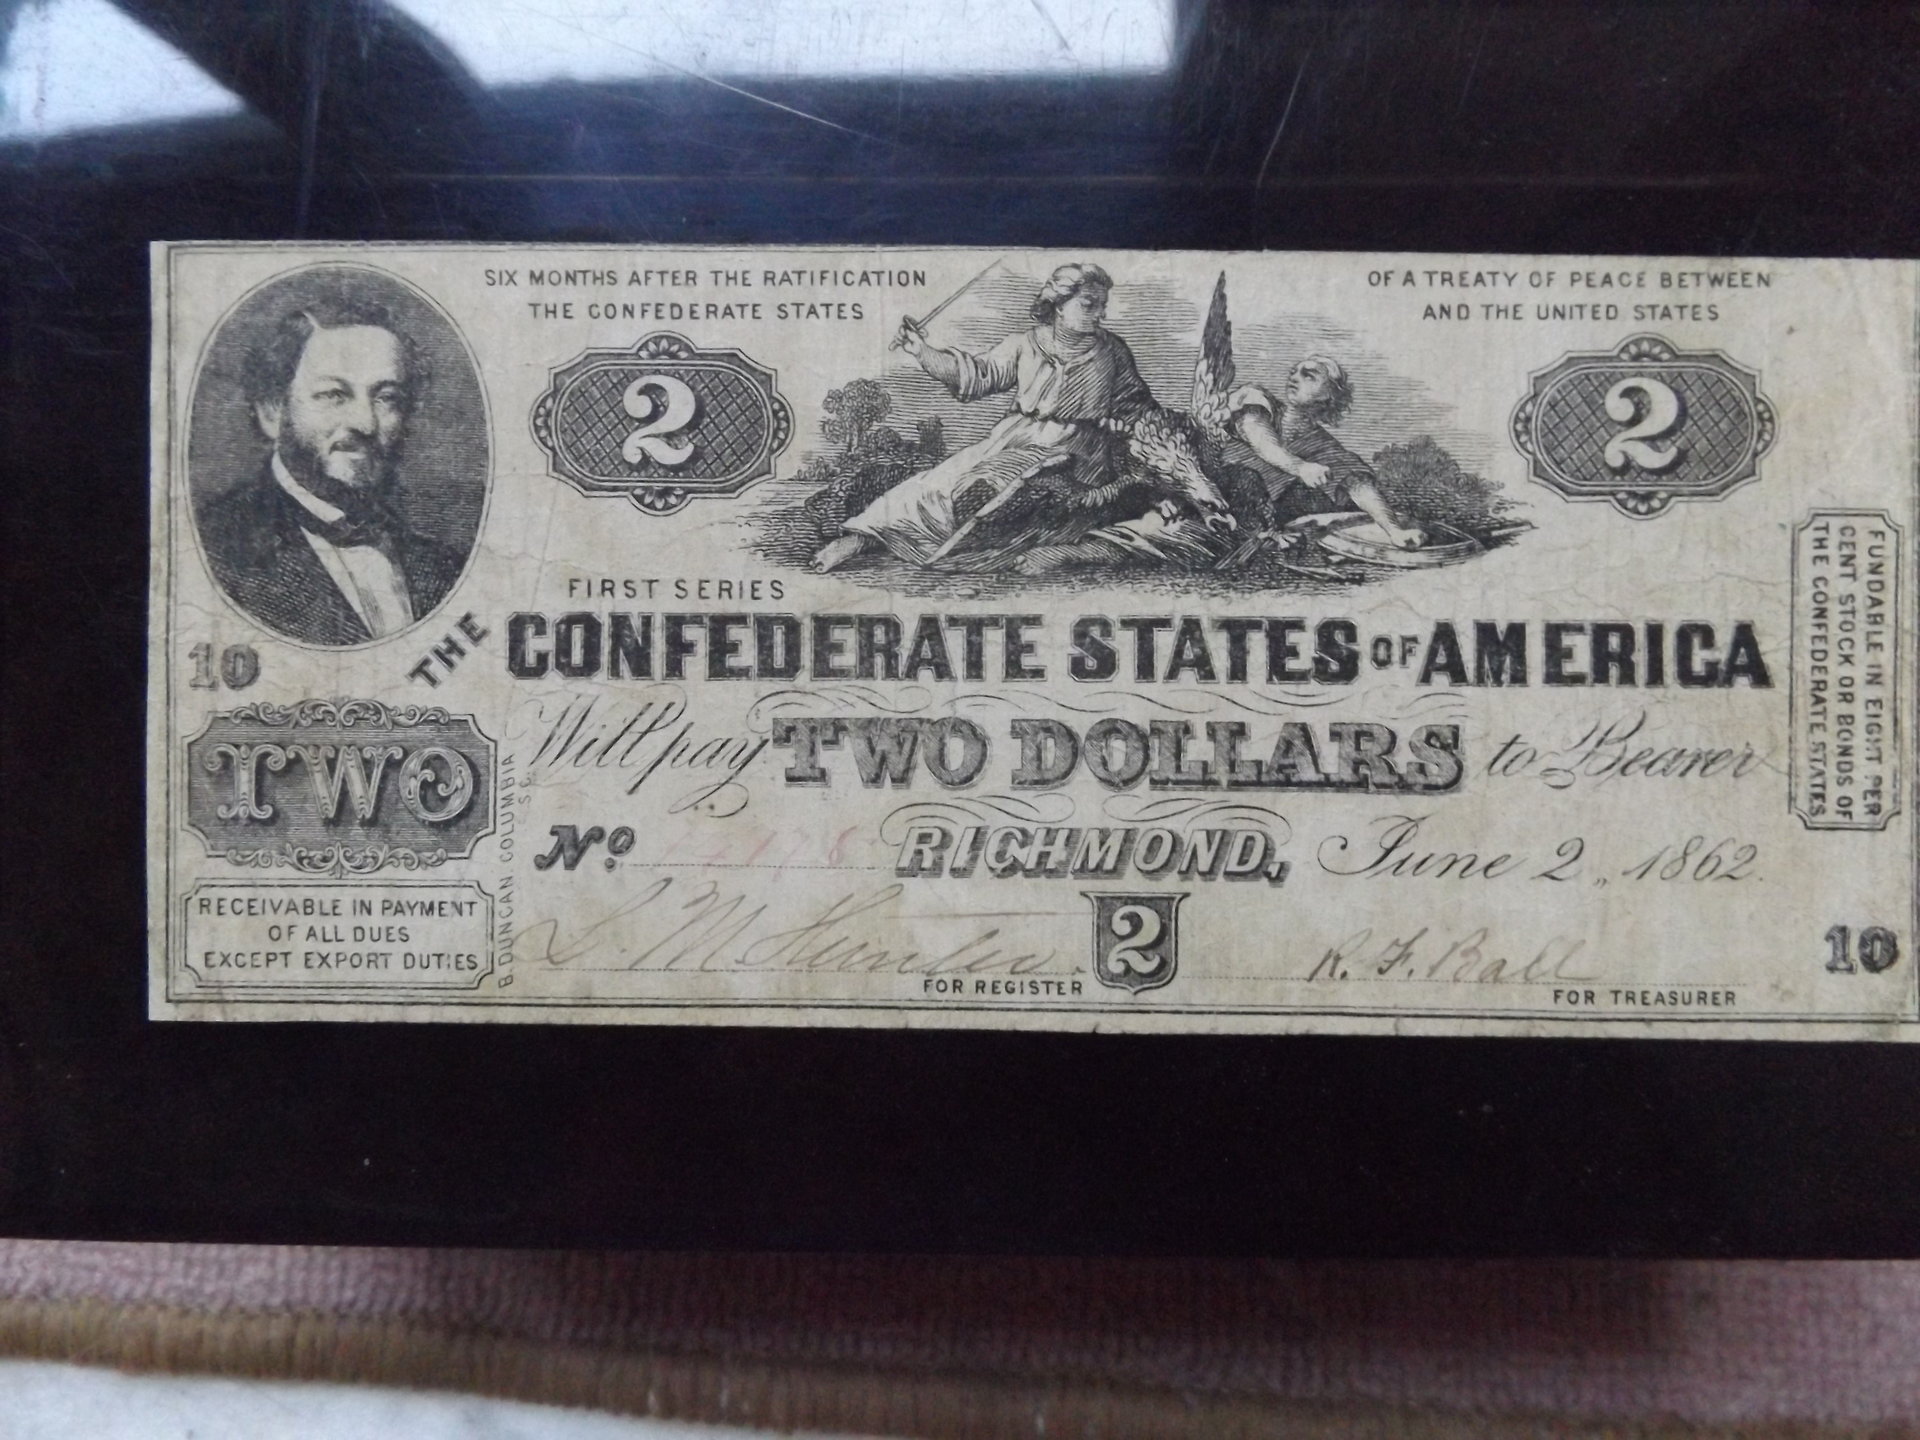 SIX MONTHS AFTER THE RATIFICATION OF A TREATY OF PEACE BETWEEN
THE CONFEDERATE STATES AND THE UNITED STATES
2
2
FIRST SERIES
THE CONFEDERATE STATES OF AMERICA
10
Will pay TWO DOLLARS to Bearer
TWO
No.
RICHMOND, June 2, 1862.
RECEIVABLE IN PAYMENT
OF ALL DUES
EXCEPT EXPORT DUTIES
B. DUNCAN COLUMBIA
S.C.
2
10
FOR REGISTER
R. F. Ball
FOR TREASURER
FUNDABLE IN EIGHT PER
CENT STOCK OR BONDS OF
THE CONFEDERATE STATES